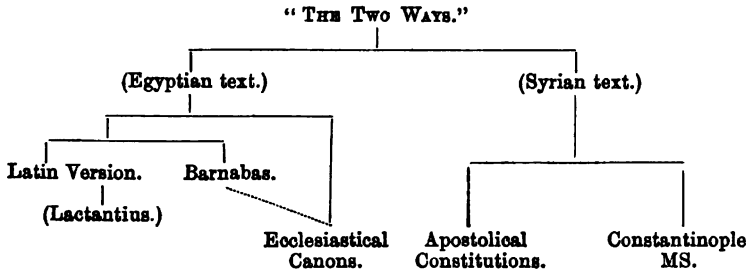 “ The Two Ways.”
(Egyptian text.) (Syrian text.)
Latin Version. Barnabas.
(Lactantius.)
Ecclesiastical Canons. Apostolical Constitutions. Constantinople MS.